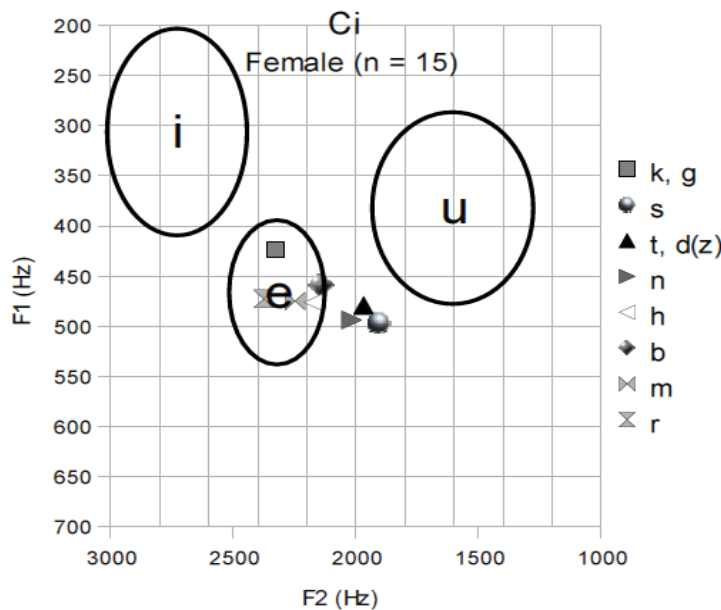 Ci
Female (n = 15)
200
250
300
350
400
450
500
550
600
650
700
F1 (Hz)
i
u
e
k, g
s
t, d(z)
n
h
b
m
r
3000 2500 2000 1500 1000
F2 (Hz)